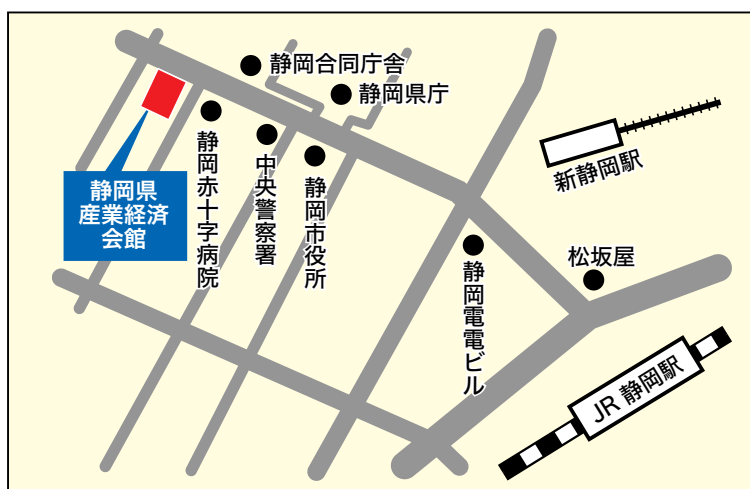 静岡合同庁舎
静岡県庁
新静岡駅
静岡赤十字病院
中央警察署
静岡市役所
静岡県
産業経済
会館
松坂屋
静岡電電ビル
JR 静岡駅